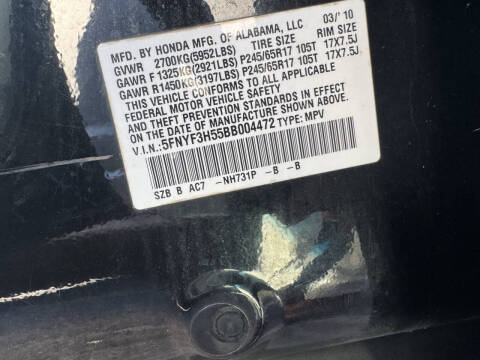 MFD. BY HONDA MFG. OF ALABAMA, LLC 03/'10
GVWR 2700KG(5952LBS) TIRE SIZE RIM SIZE
GAWR F 1325KG(2921LBS) P245/65R17 105T 17X7.5J
GAWR R1450KG(3197LBS) P245/65R17 105T 17X7.5J
THIS VEHICLE CONFORMS TO ALL APPLICABLE
FEDERAL MOTOR VEHICLE SAFETY
AND THEFT PREVENTION STANDARDS IN EFFECT
ON THE DATE OF MANUFACTURE SHOWN ABOVE.
V.I.N.:5FNYF3H55BB004472 TYPE: MPV
SZB B AC7 -NH731P -B -B